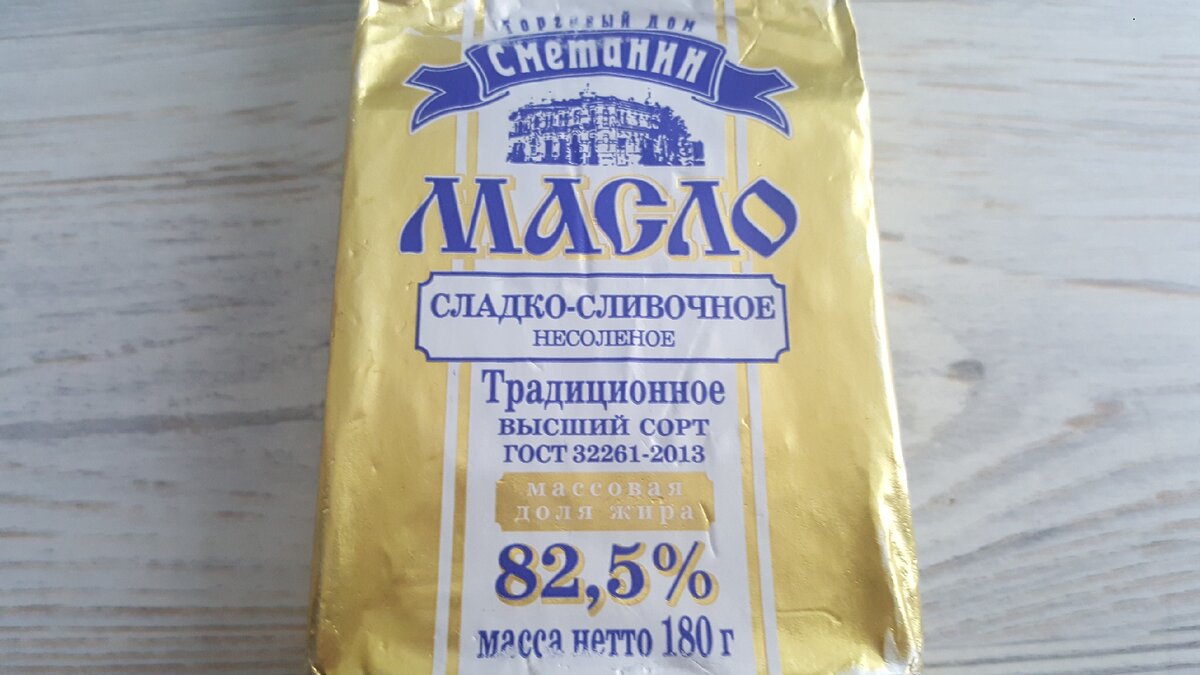 Торговый дом
Сметанин
МАСЛО
СЛАДКО-СЛИВОЧНОЕ
НЕСОЛЕНОЕ
Традиционное
ВЫСШИЙ СОРТ
ГОСТ 32261-2013
массовая
доля жира
82,5%
масса нетто 180 г